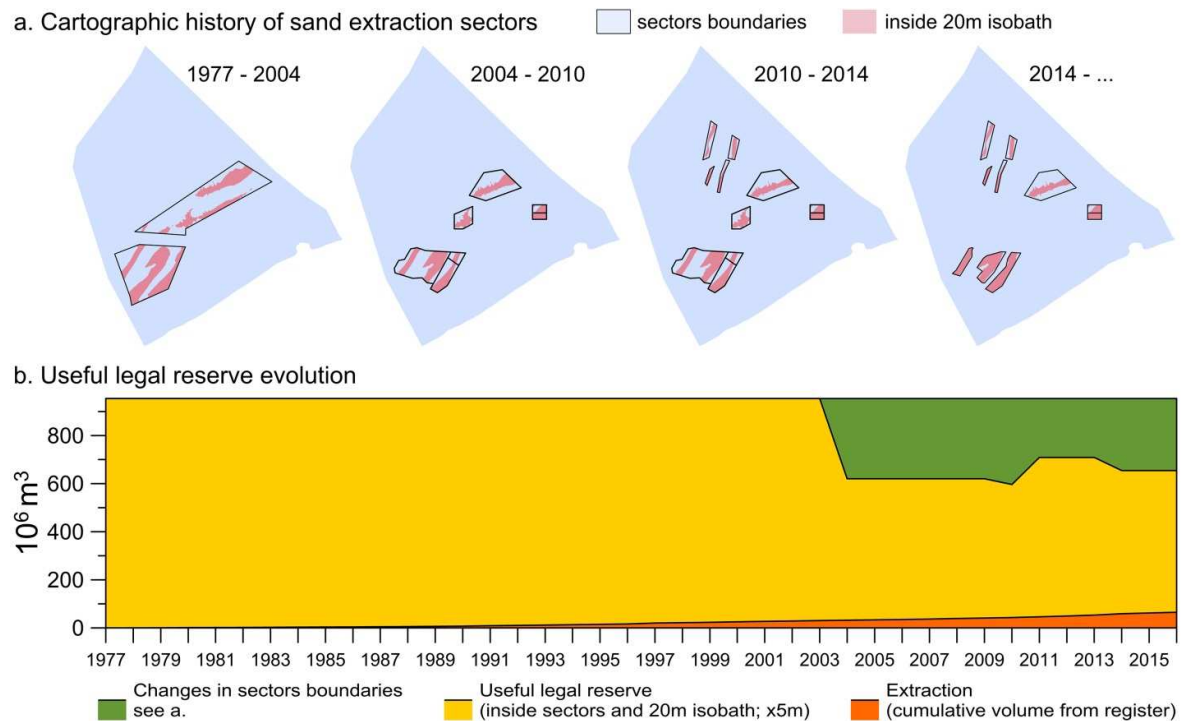 a. Cartographic history of sand extraction sectors
sectors boundaries
inside 20m isobath
1977 - 2004
2004 - 2010
2010 - 2014
2014 - ...
b. Useful legal reserve evolution
10⁶ m³
800
600
400
200
0
1977 1979 1981 1983 1985 1987 1989 1991 1993 1995 1997 1999 2001 2003 2005 2007 2009 2011 2013 2015
Changes in sectors boundaries
see a.
Useful legal reserve
(inside sectors and 20m isobath; x5m)
Extraction
(cumulative volume from register)